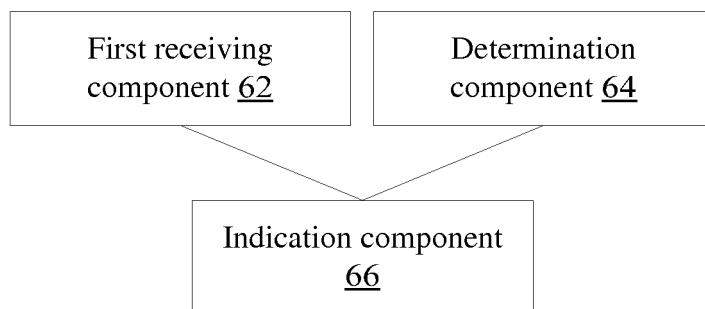 First receiving
component 62
Determination
component 64
Indication component
66